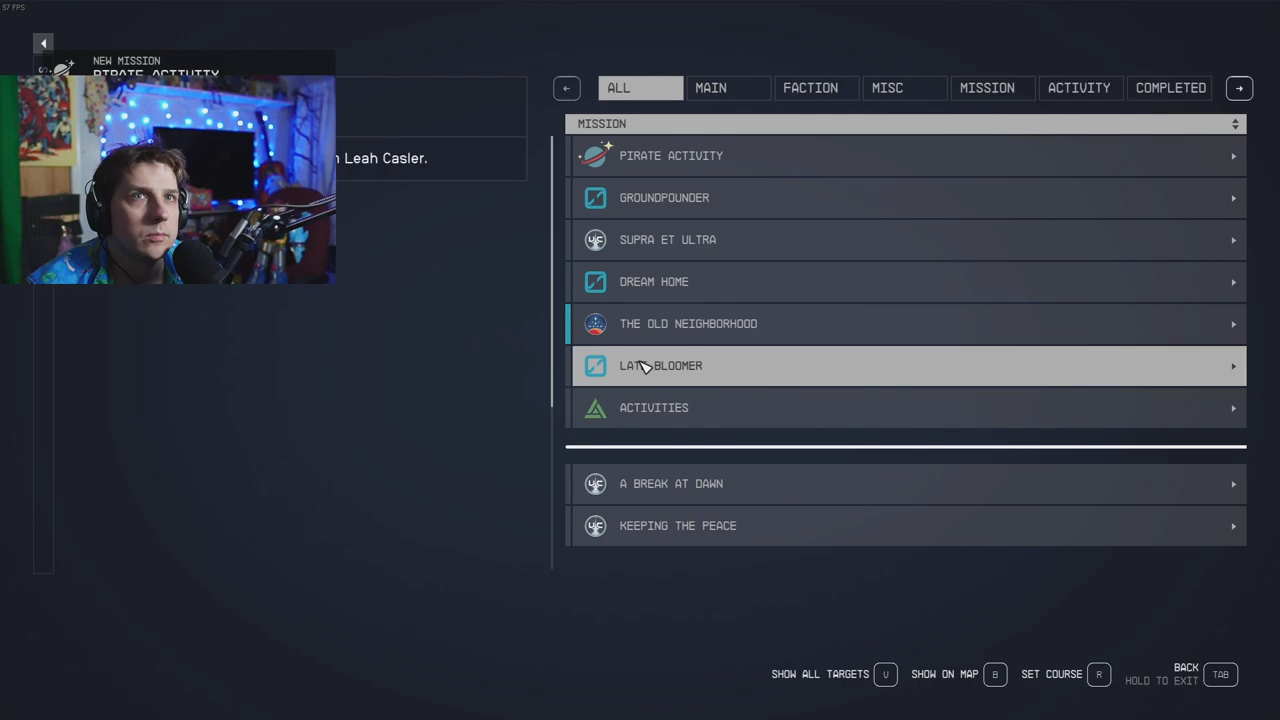 57 FPS
NEW MISSION
PIRATE ACTIVITY
Leah Casler.
ALL
MAIN
FACTION
MISC
MISSION
ACTIVITY
COMPLETED
MISSION
PIRATE ACTIVITY
GROUNDPOUNDER
SUPRA ET ULTRA
DREAM HOME
THE OLD NEIGHBORHOOD
LATE BLOOMER
ACTIVITIES
A BREAK AT DAWN
KEEPING THE PEACE
SHOW ALL TARGETS V
SHOW ON MAP B
SET COURSE R
BACK
HOLD TO EXIT
TAB